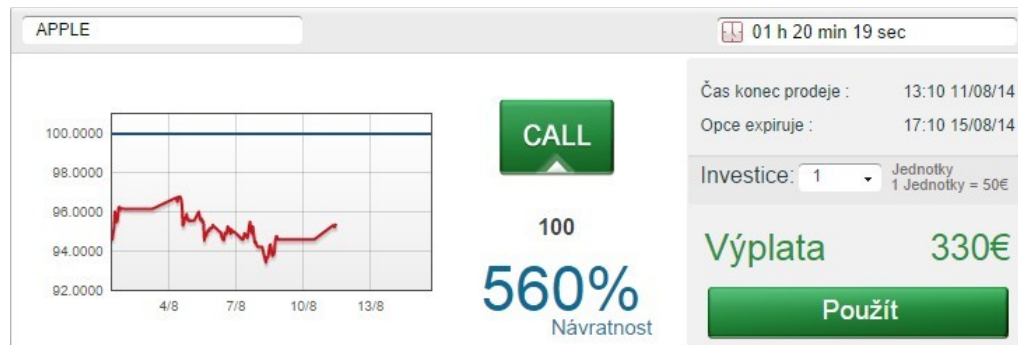 APPLE
01 h 20 min 19 sec
100.0000
98.0000
96.0000
94.0000
92.0000
4/8 7/8 10/8 13/8
CALL
100
560%
Návratnost
Čas konec prodeje : 13:10 11/08/14
Opce expiruje : 17:10 15/08/14
Investice: 1 Jednotky
1 Jednotky = 50€
Výplata 330€
Použít